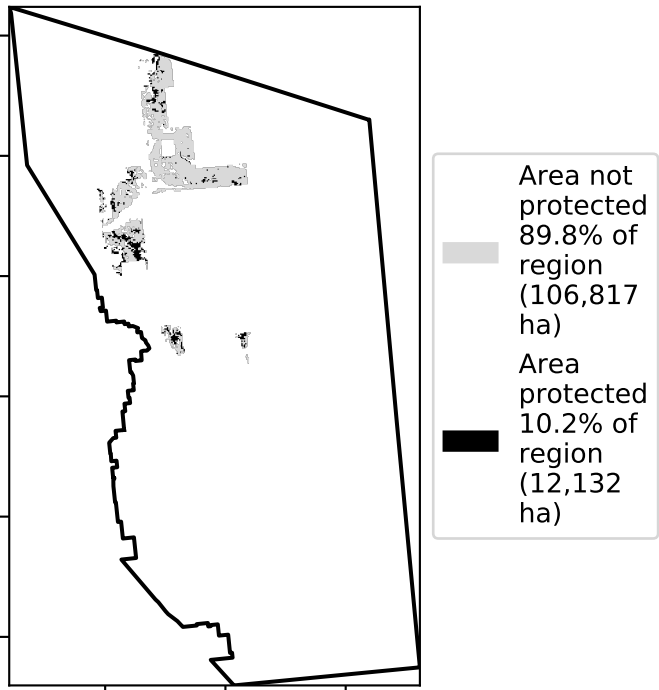 Area not
protected
89.8% of
region
(106,817
ha)
Area
protected
10.2% of
region
(12,132
ha)